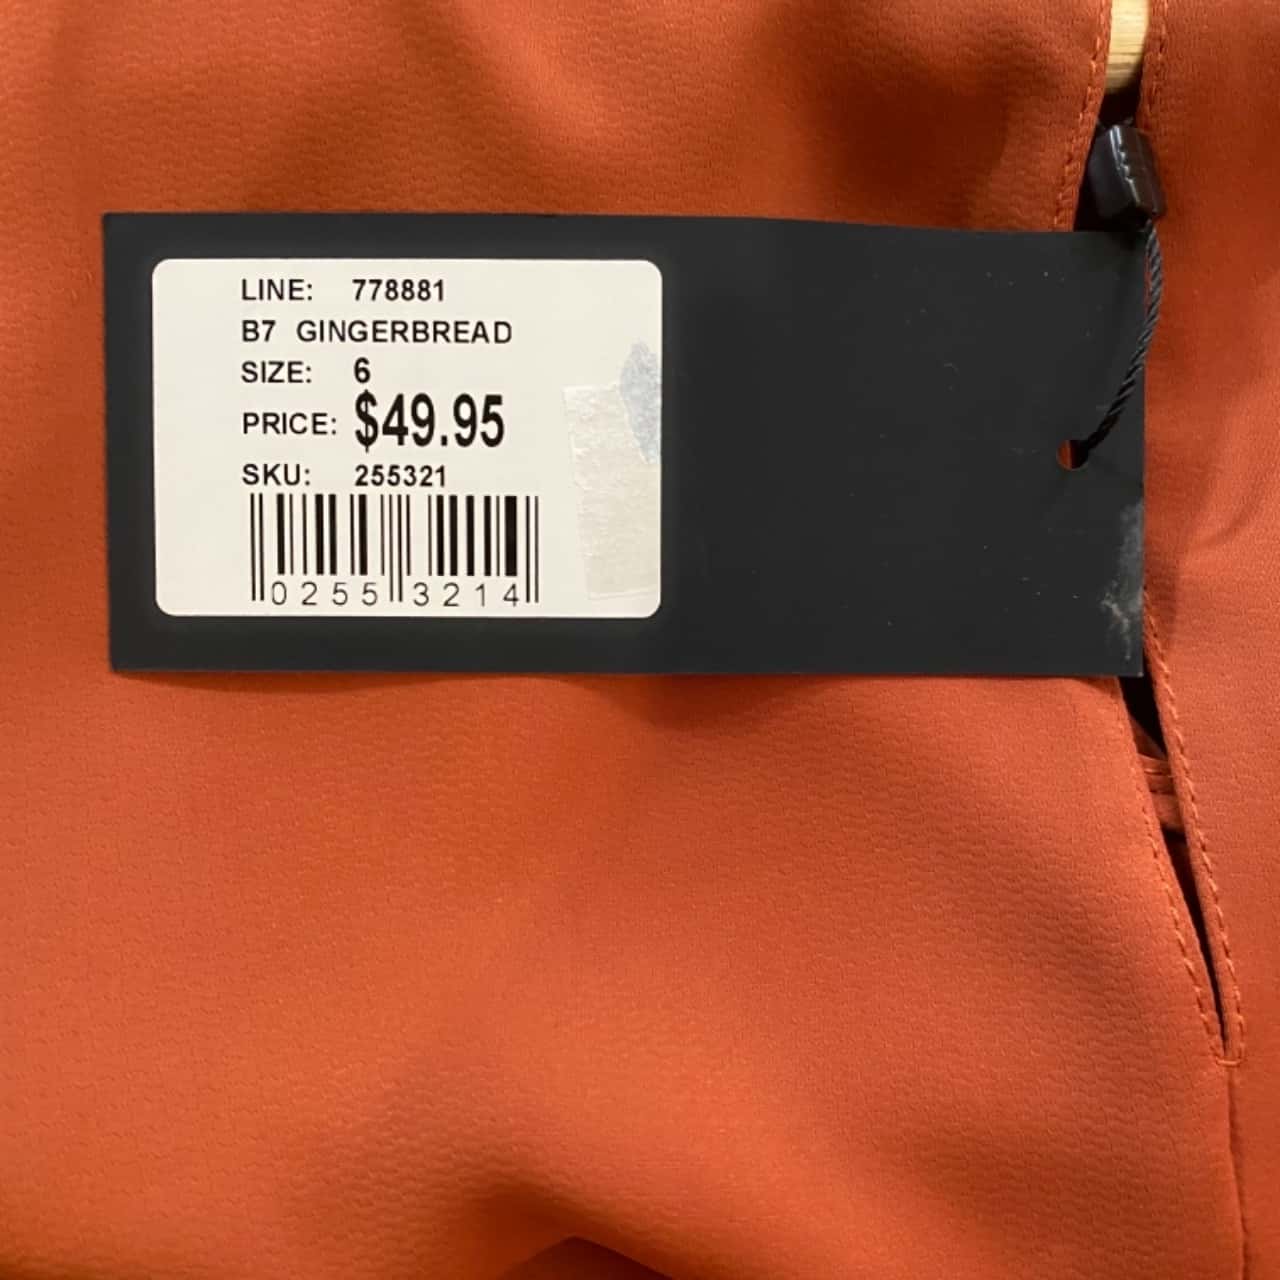 LINE: 778881
B7 GINGERBREAD
SIZE: 6
PRICE: $49.95
SKU: 255321
0255 3214